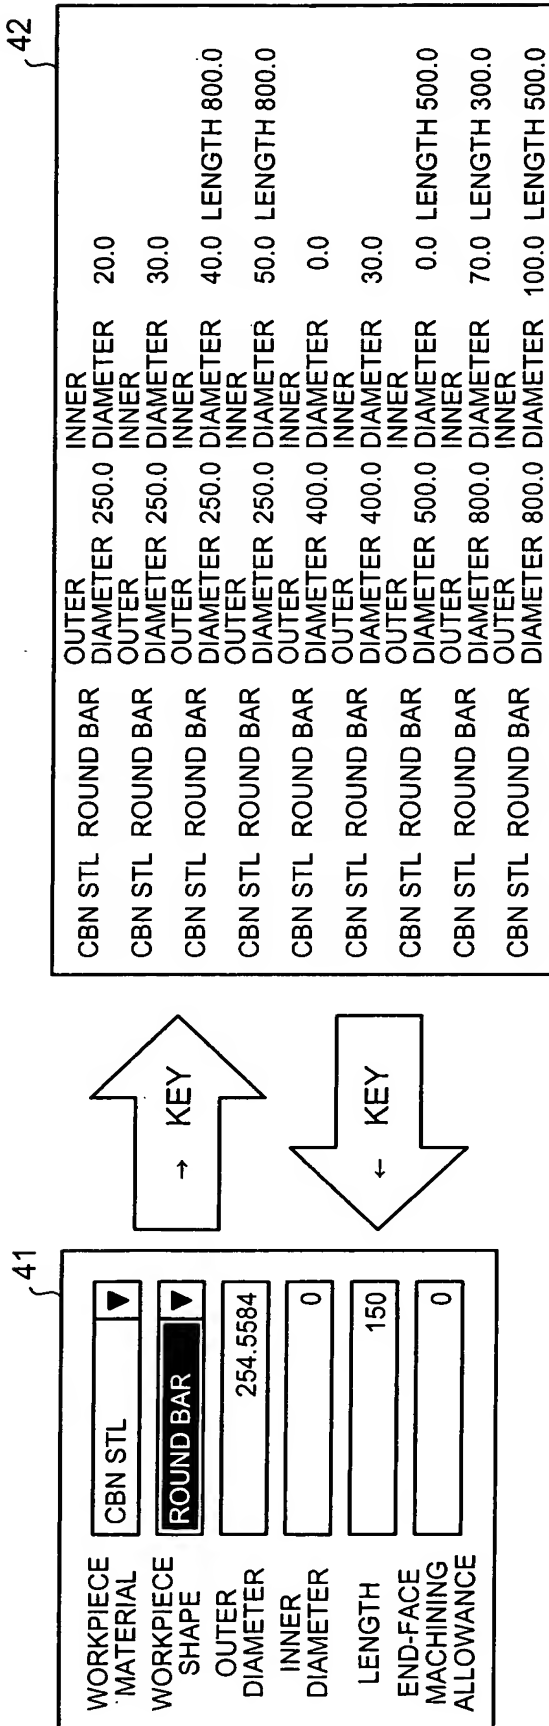 41
WORKPIECE
MATERIAL
CBN STL ▼
WORKPIECE
SHAPE
ROUND BAR ▼
OUTER
DIAMETER
254.5584
INNER
DIAMETER
0
LENGTH
150
END-FACE
MACHINING
ALLOWANCE
0
→ KEY
← KEY
42
OUTER INNER
CBN STL ROUND BAR DIAMETER 250.0 DIAMETER 20.0
OUTER INNER
CBN STL ROUND BAR DIAMETER 250.0 DIAMETER 30.0
OUTER INNER
CBN STL ROUND BAR DIAMETER 250.0 DIAMETER 40.0 LENGTH 800.0
OUTER INNER
CBN STL ROUND BAR DIAMETER 250.0 DIAMETER 50.0 LENGTH 800.0
OUTER INNER
CBN STL ROUND BAR DIAMETER 400.0 DIAMETER 0.0
OUTER INNER
CBN STL ROUND BAR DIAMETER 400.0 DIAMETER 30.0
OUTER INNER
CBN STL ROUND BAR DIAMETER 500.0 DIAMETER 0.0 LENGTH 500.0
OUTER INNER
CBN STL ROUND BAR DIAMETER 800.0 DIAMETER 70.0 LENGTH 300.0
OUTER INNER
CBN STL ROUND BAR DIAMETER 800.0 DIAMETER 100.0 LENGTH 500.0